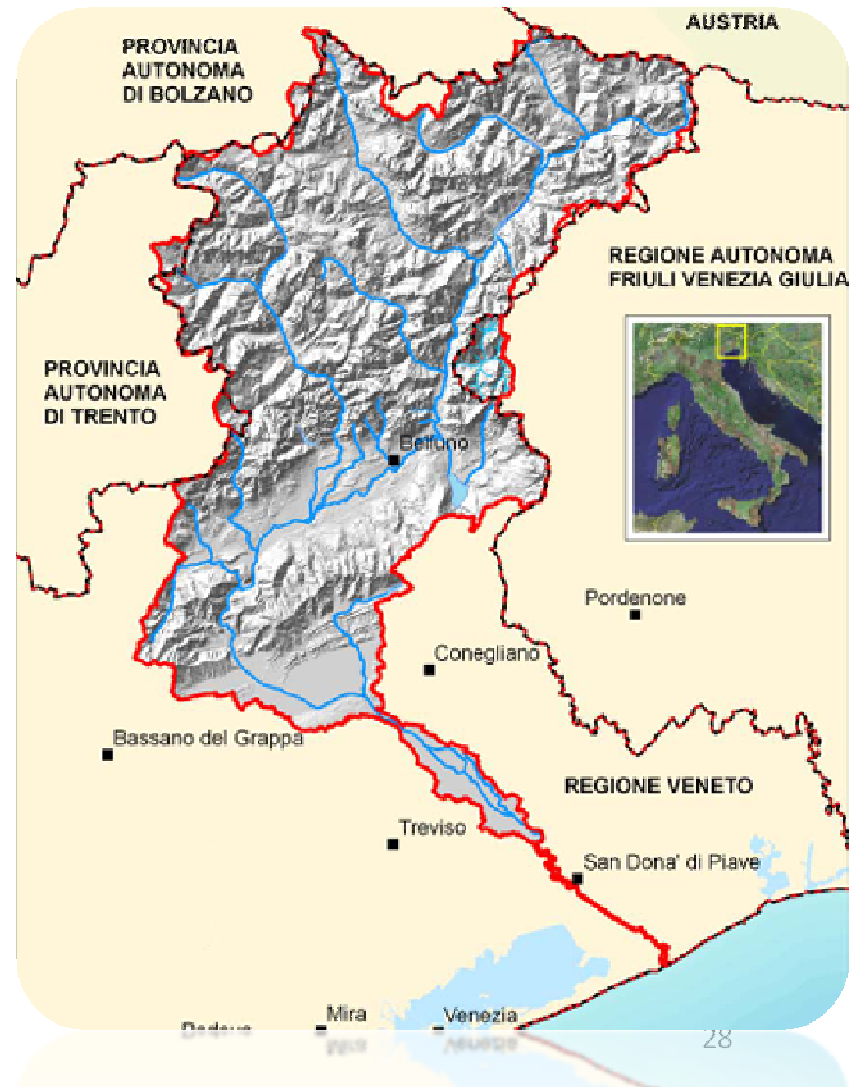 AUSTRIA
PROVINCIA
AUTONOMA
DI BOLZANO
REGIONE AUTONOMA
FRIULI VENEZIA GIULIA
PROVINCIA
AUTONOMA
DI TRENTO
Belluno
Pordenone
Conegliano
Bassano del Grappa
REGIONE VENETO
Treviso
San Dona' di Piave
Mira
Venezia
Padova
28